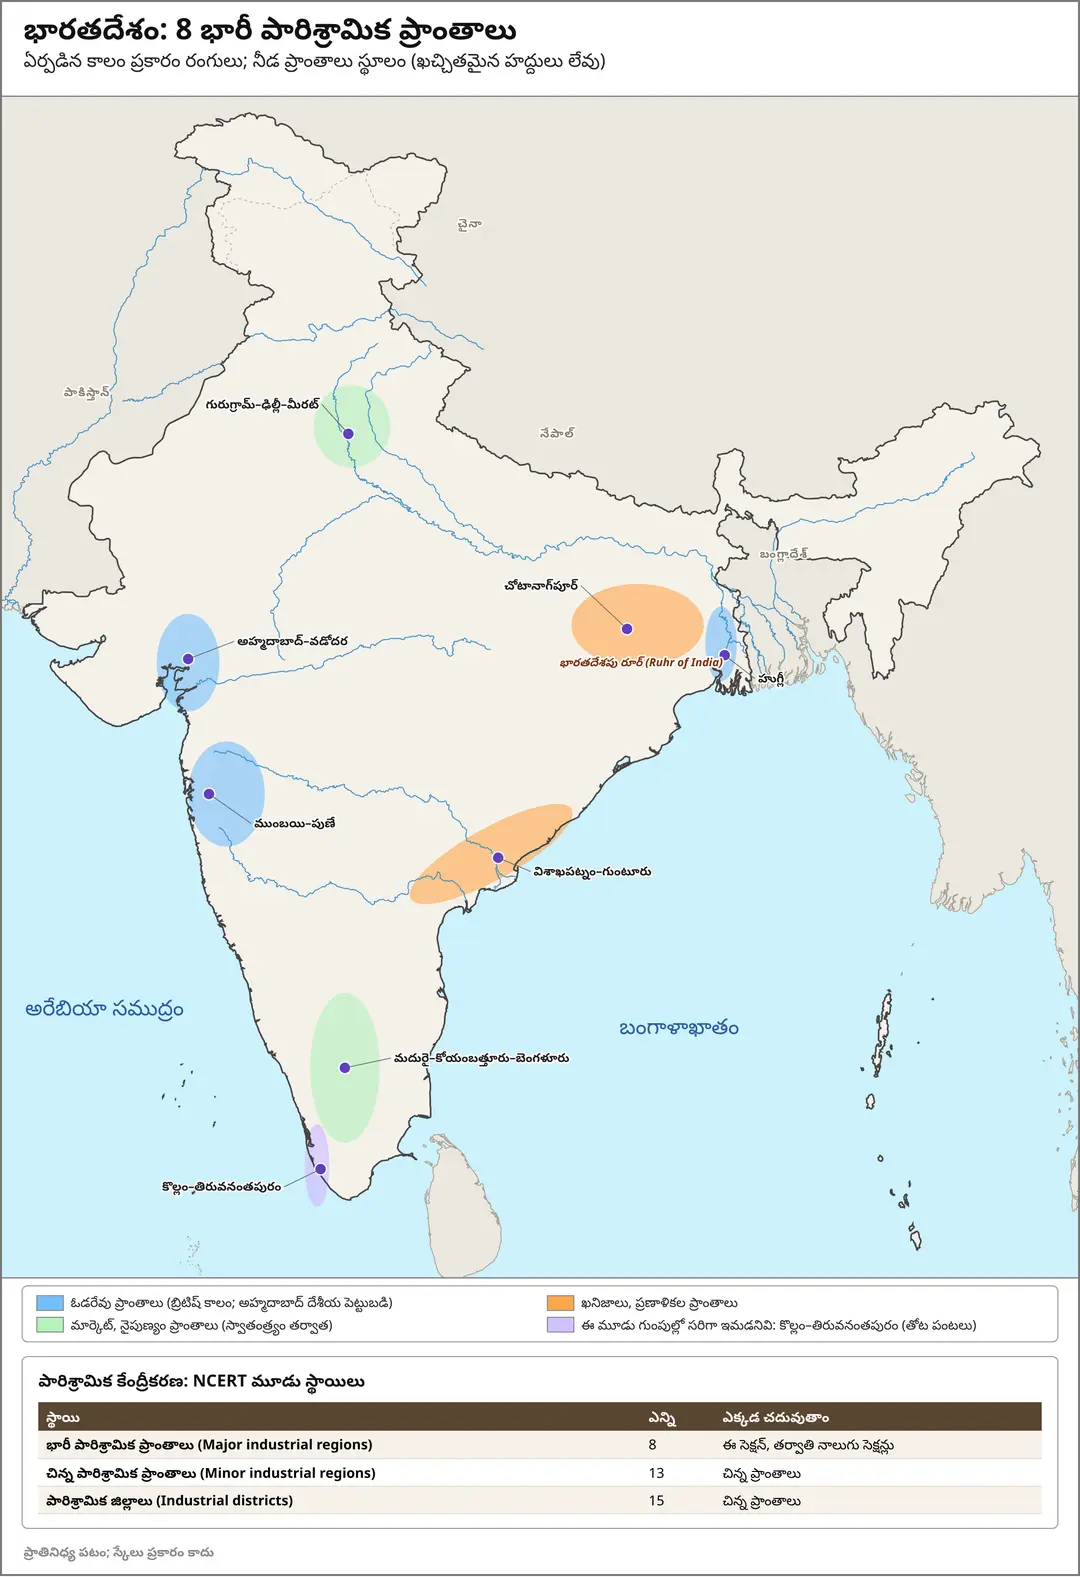 భారతదేశం: 8 భారీ పారిశ్రామిక ప్రాంతాలు
ఏర్పడిన కాలం ప్రకారం రంగులు; నీడ ప్రాంతాలు స్థూలం (ఖచ్చితమైన హద్దులు లేవు)
చైనా
పాకిస్తాన్
గురుగ్రామ్–ఢిల్లీ–మీరట్
నేపాల్
బంగ్లాదేశ్
చోటానాగ్‌పూర్
అహ్మదాబాద్–వడోదర
భారతదేశపు రూర్ (Ruhr of India)
హుగ్లీ
ముంబయి–పుణే
విశాఖపట్నం–గుంటూరు
అరేబియా సముద్రం
బంగాళాఖాతం
మదురై–కోయంబత్తూరు–బెంగళూరు
కొల్లం–తిరువనంతపురం
ఓడరేవు ప్రాంతాలు (బ్రిటిష్ కాలం; అహ్మదాబాద్ దేశీయ పెట్టుబడి)
ఖనిజాలు, ప్రణాళికల ప్రాంతాలు
మార్కెట్, నైపుణ్యం ప్రాంతాలు (స్వాతంత్ర్యం తర్వాత)
ఈ మూడు గుంపుల్లో సరిగా ఇమడనివి: కొల్లం–తిరువనంతపురం (తోట పంటలు)
పారిశ్రామిక కేంద్రీకరణ: NCERT మూడు స్థాయిలు
స్థాయి ఎన్ని ఎక్కడ చదువుతాం
భారీ పారిశ్రామిక ప్రాంతాలు (Major industrial regions) 8 ఈ సెక్షన్, తర్వాతి నాలుగు సెక్షన్లు
చిన్న పారిశ్రామిక ప్రాంతాలు (Minor industrial regions) 13 చిన్న ప్రాంతాలు
పారిశ్రామిక జిల్లాలు (Industrial districts) 15 చిన్న ప్రాంతాలు
ప్రాతినిధ్య పటం; స్కేలు ప్రకారం కాదు